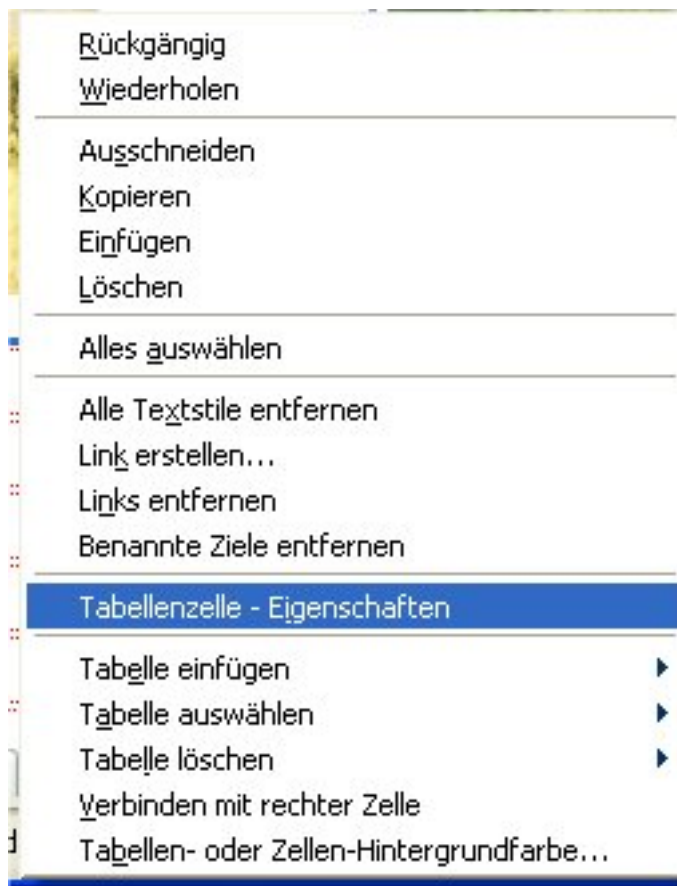 Rückgängig
Wiederholen
Ausschneiden
Kopieren
Einfügen
Löschen
Alles auswählen
Alle Textstile entfernen
Link erstellen...
Links entfernen
Benannte Ziele entfernen
Tabellenzelle - Eigenschaften
Tabelle einfügen
Tabelle auswählen
Tabelle löschen
Verbinden mit rechter Zelle
Tabellen- oder Zellen-Hintergrundfarbe...